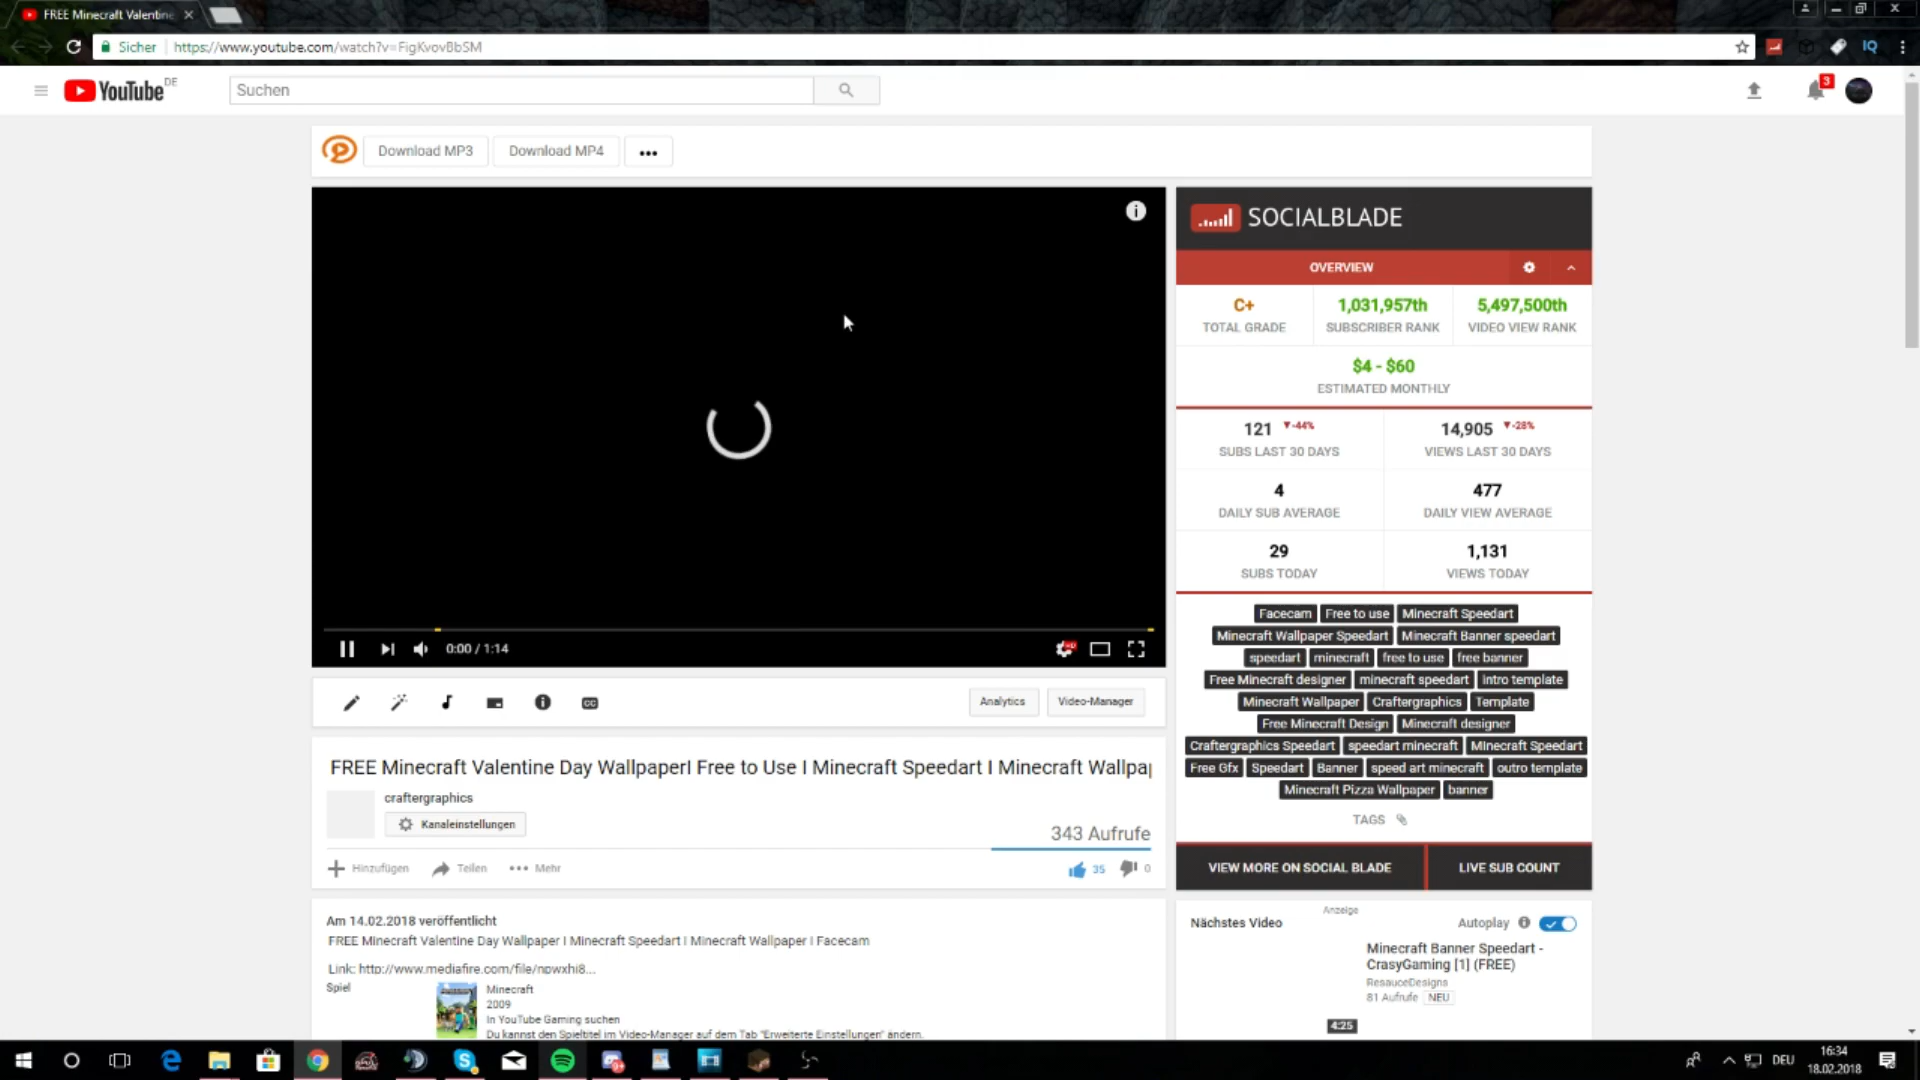 FREE Minecraft Valentine
Sicher https://www.youtube.com/watch?v=FigKvovBbSM
IQ
YouTube DE
Suchen
3
Download MP3 Download MP4
SOCIALBLADE
OVERVIEW
C+ 1,031,957th 5,497,500th
TOTAL GRADE SUBSCRIBER RANK VIDEO VIEW RANK
$4 - $60
ESTIMATED MONTHLY
121 -44% 14,905 -28%
SUBS LAST 30 DAYS VIEWS LAST 30 DAYS
4 477
DAILY SUB AVERAGE DAILY VIEW AVERAGE
29 1,131
SUBS TODAY VIEWS TODAY
Facecam Free to use Minecraft Speedart
Minecraft Wallpaper Speedart Minecraft Banner speedart
speedart minecraft free to use free banner
Free Minecraft designer minecraft speedart intro template
Minecraft Wallpaper Craftergraphics Template
Free Minecraft Design Minecraft designer
Craftergraphics Speedart speedart minecraft Minecraft Speedart
Free Gfx Speedart Banner speed art minecraft outro template
Minecraft Pizza Wallpaper banner
TAGS
VIEW MORE ON SOCIAL BLADE LIVE SUB COUNT
0:00 / 1:14
HD
CC
Analytics Video-Manager
FREE Minecraft Valentine Day WallpaperI Free to Use I Minecraft Speedart I Minecraft Wallpap
craftergraphics
Kanaleinstellungen
343 Aufrufe
Hinzufügen Teilen Mehr
35 0
Am 14.02.2018 veröffentlicht
FREE Minecraft Valentine Day Wallpaper I Minecraft Speedart I Minecraft Wallpaper I Facecam
Link: http://www.mediafire.com/file/npwxhi8...
Spiel
Minecraft
2009
In YouTube Gaming suchen
Du kannst den Spieltitel im Video-Manager auf dem Tab "Erweiterte Einstellungen" ändern.
Anzeige
Nächstes Video Autoplay
Minecraft Banner Speedart -
CrasyGaming [1] (FREE)
ResauceDesigns
81 Aufrufe NEU
4:25
DEU
16:34
18.02.2018